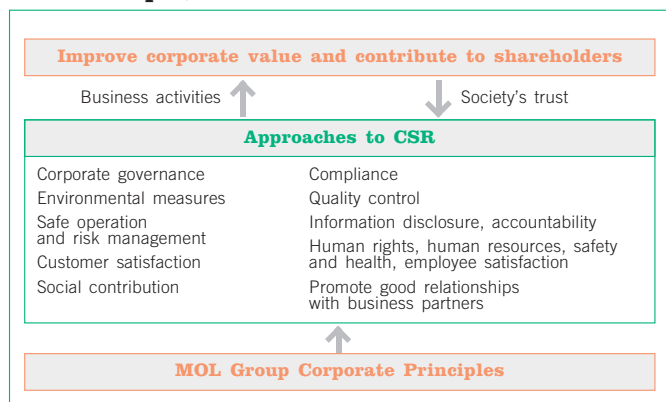 Improve corporate value and contribute to shareholders
Business activities
Society's trust
Approaches to CSR
Corporate governance
Environmental measures
Safe operation
and risk management
Customer satisfaction
Social contribution
Compliance
Quality control
Information disclosure, accountability
Human rights, human resources, safety
and health, employee satisfaction
Promote good relationships
with business partners
MOL Group Corporate Principles